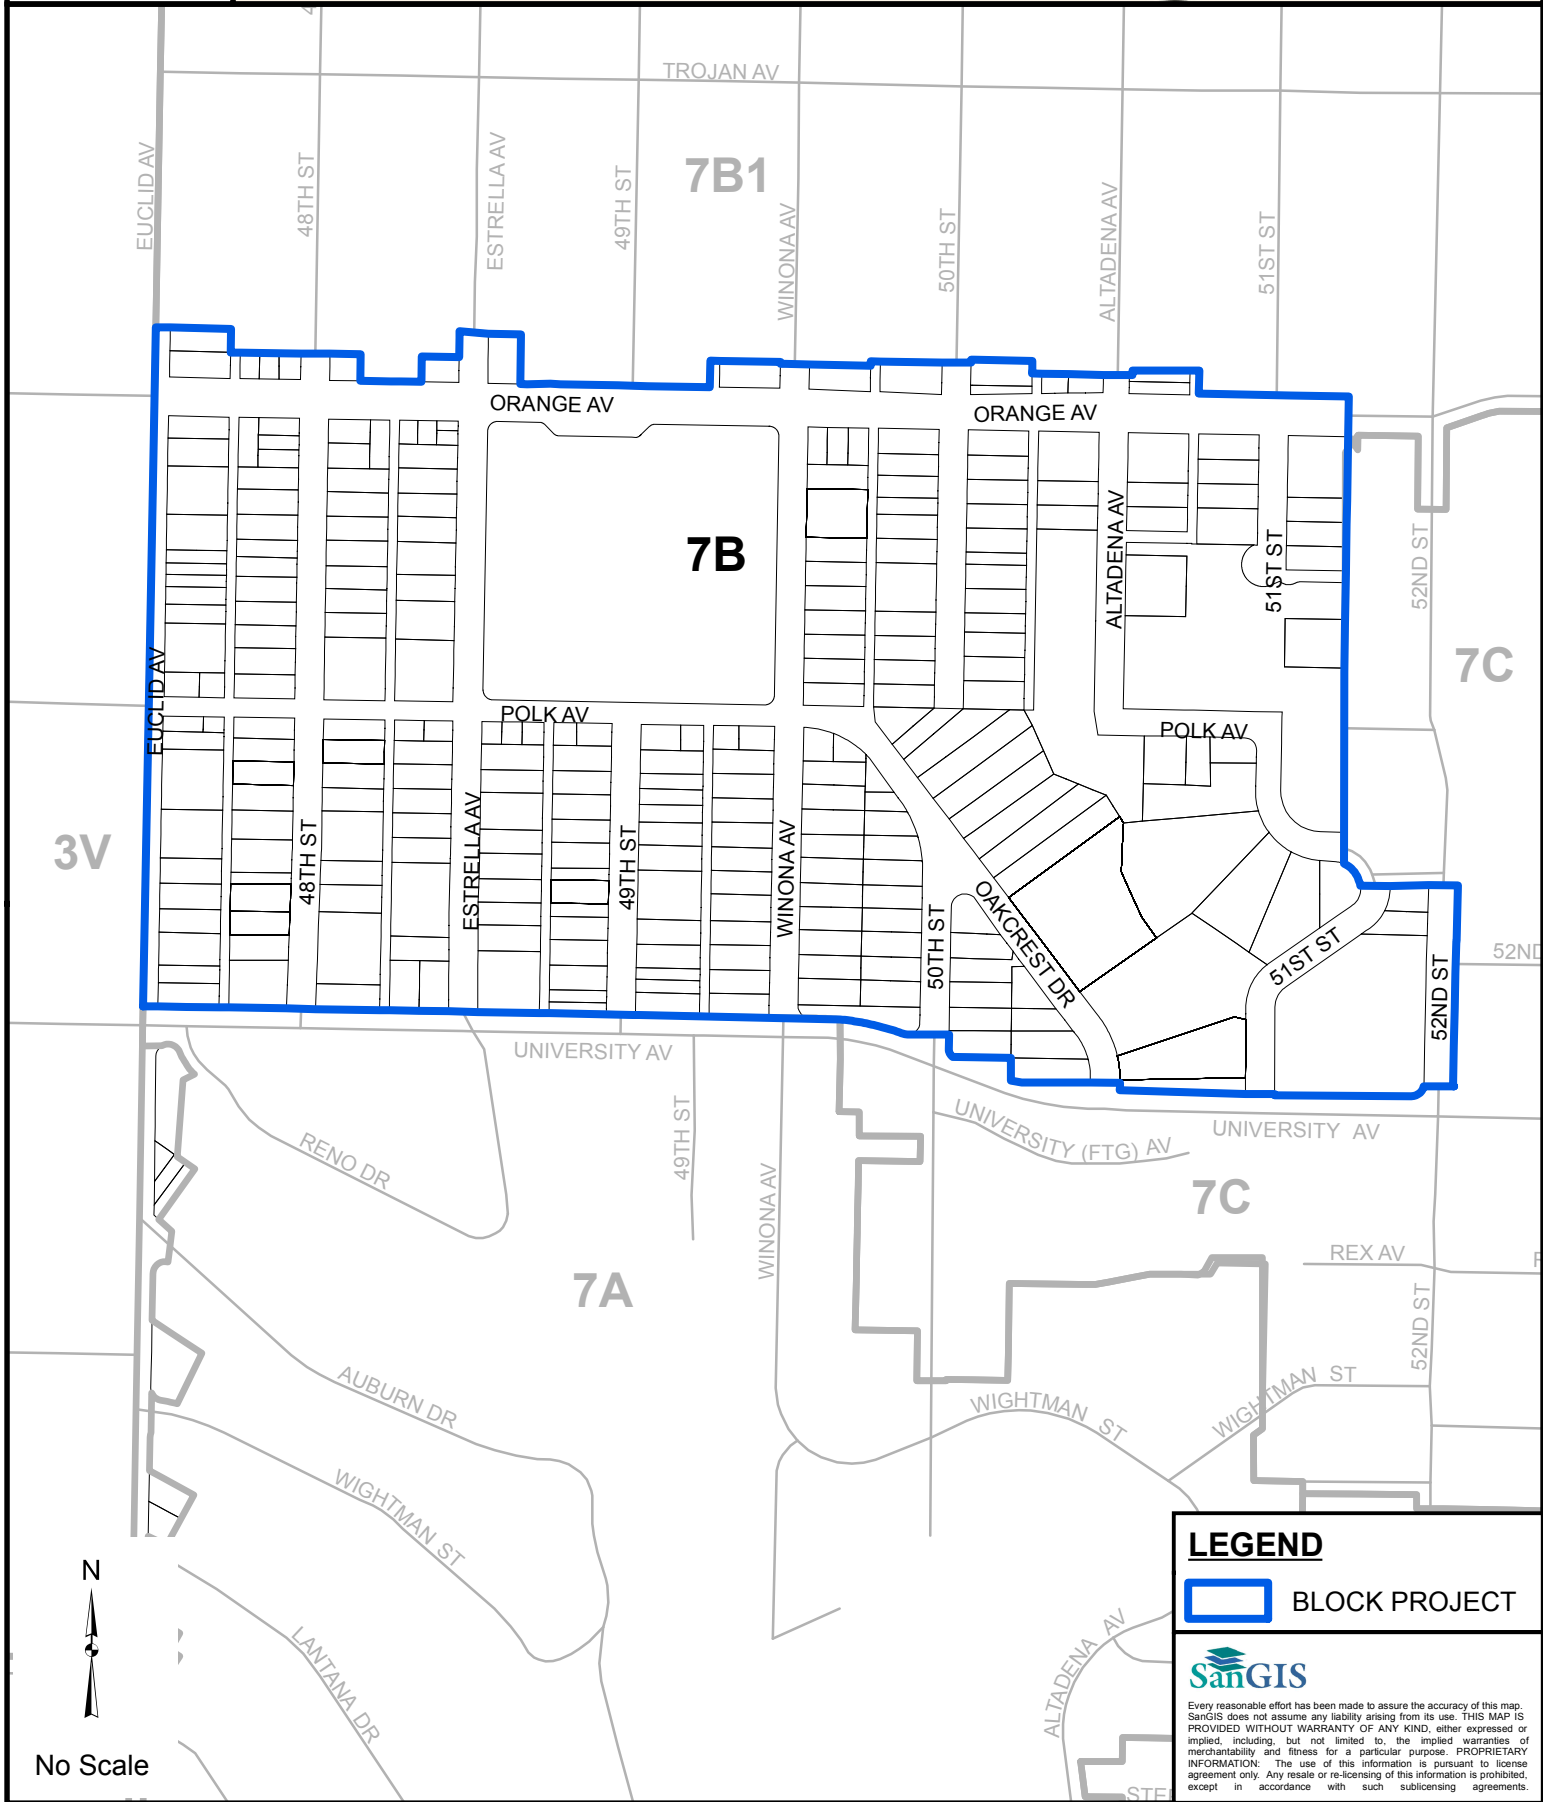 TROJAN AV
EUCLID AV
48TH ST
ESTRELLA AV
49TH ST
7B1
WINONA AV
50TH ST
ALTADENA AV
51ST ST
ORANGE AV
ORANGE AV
7B
ALTADENA AV
51ST ST
52ND ST
7C
EUCLID AV
POLK AV
POLK AV
3V
48TH ST
ESTRELLA AV
49TH ST
WINONA AV
50TH ST
OAKCREST DR
51ST ST
52ND ST
52ND
UNIVERSITY AV
49TH ST
UNIVERSITY (FTG) AV
UNIVERSITY AV
RENO DR
WINONA AV
7C
REX AV
7A
52ND ST
AUBURN DR
WIGHTMAN ST
WIGHTMAN ST
WIGHTMAN ST
LANTANA DR
ALTADENA AV
N
No Scale
LEGEND
BLOCK PROJECT
SanGIS
Every reasonable effort has been made to assure the accuracy of this map.
SanGIS does not assume any liability arising from its use. THIS MAP IS
PROVIDED WITHOUT WARRANTY OF ANY KIND, either expressed or
implied, including, but not limited to, the implied warranties of
merchantability and fitness for a particular purpose. PROPRIETARY
INFORMATION: The use of this information is pursuant to license
agreement only. Any resale or re-licensing of this information is prohibited,
except in accordance with such sublicensing agreements.